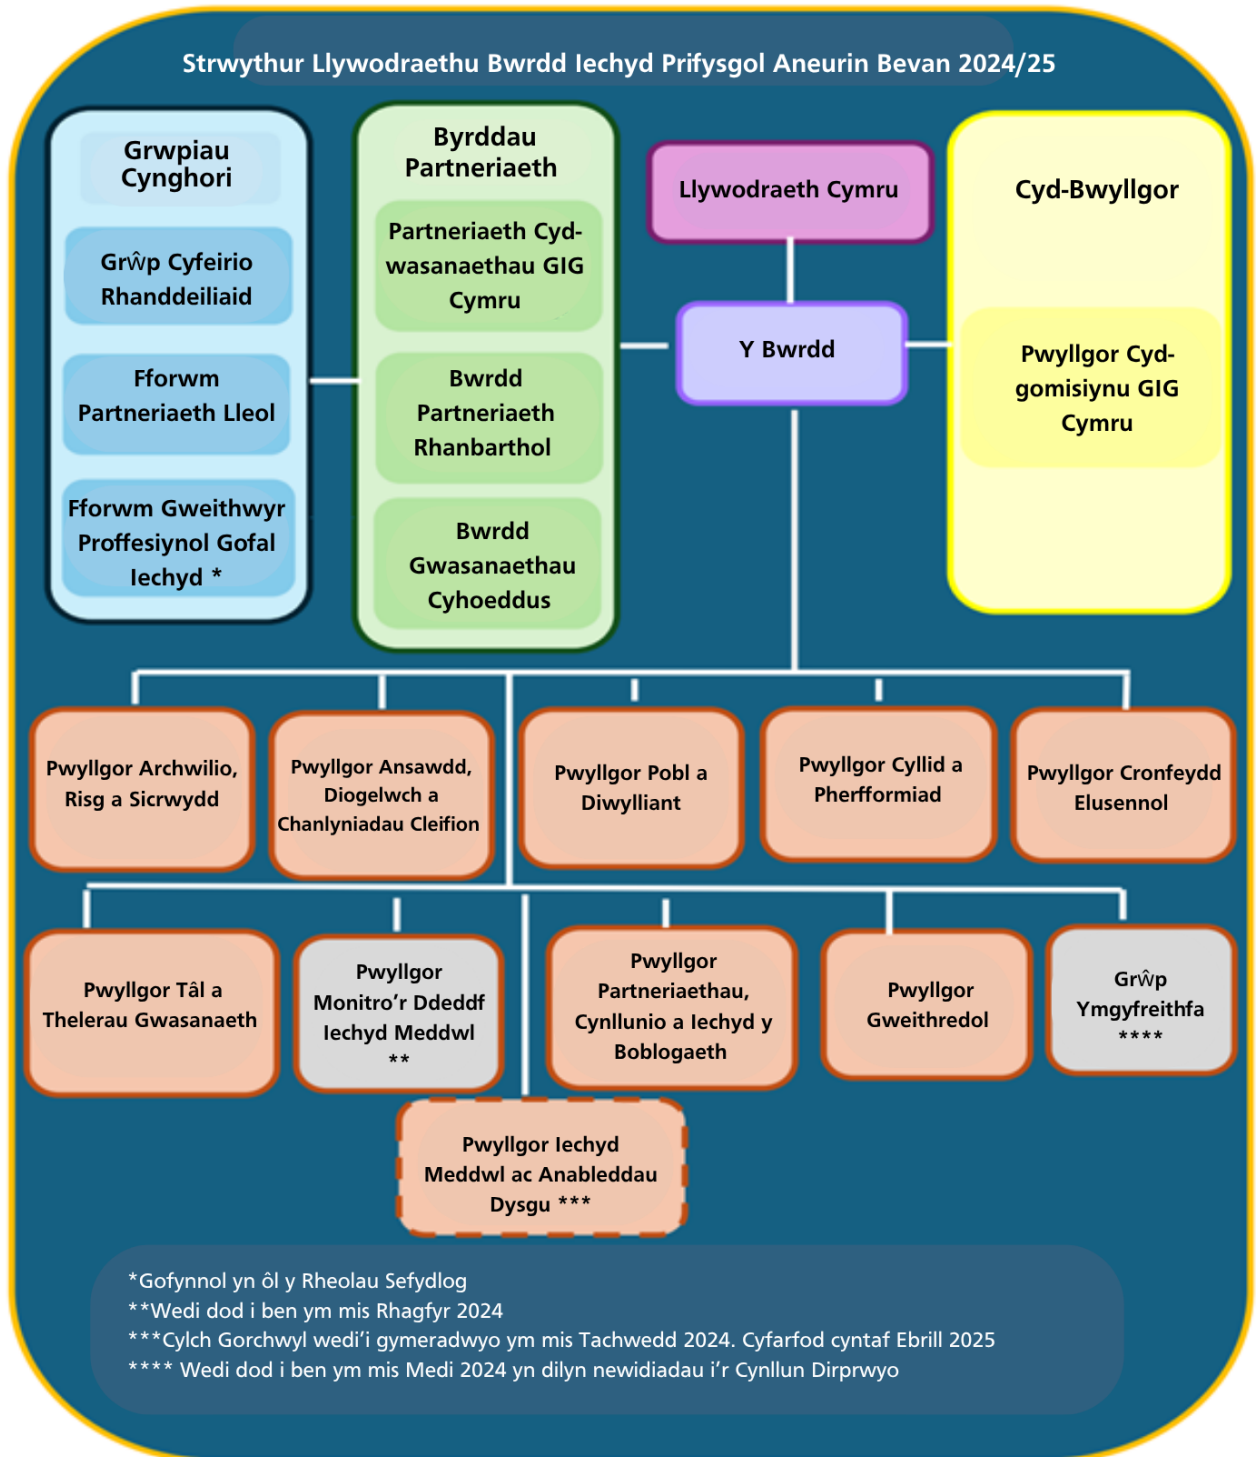 Strwythur Llywodraethu Bwrdd Iechyd Prifysgol Aneurin Bevan 2024/25
Grwpiau
Cynghori
Grŵp Cyfeirio
Rhanddeiliaid
Fforwm
Partneriaeth Lleol
Fforwm Gweithwyr
Proffesiynol Gofal
Iechyd *
Byrddau
Partneriaeth
Partneriaeth Cyd-
wasanaethau GIG
Cymru
Bwrdd
Partneriaeth
Rhanbarthol
Bwrdd
Gwasanaethau
Cyhoeddus
Llywodraeth Cymru
Y Bwrdd
Cyd-Bwyllgor
Pwyllgor Cyd-
gomisiynu GIG
Cymru
Pwyllgor Archwilio,
Risg a Sicrwydd
Pwyllgor Ansawdd,
Diogelwch a
Chanlyniadau Cleifion
Pwyllgor Pobl a
Diwylliant
Pwyllgor Cyllid a
Pherfformiad
Pwyllgor Cronfeydd
Elusennol
Pwyllgor Tâl a
Thelerau Gwasanaeth
Pwyllgor
Monitro’r Ddeddf
Iechyd Meddwl
**
Pwyllgor
Partneriaethau,
Cynllunio a Iechyd y
Boblogaeth
Pwyllgor
Gweithredol
Grŵp
Ymgyfreithfa
****
Pwyllgor Iechyd
Meddwl ac Anableddau
Dysgu ***
*Gofynnol yn ôl y Rheolau Sefydlog
**Wedi dod i ben ym mis Rhagfyr 2024
***Cylch Gorchwyl wedi’i gymeradwyo ym mis Tachwedd 2024. Cyfarfod cyntaf Ebrill 2025
**** Wedi dod i ben ym mis Medi 2024 yn dilyn newidiadau i’r Cynllun Dirprwyo